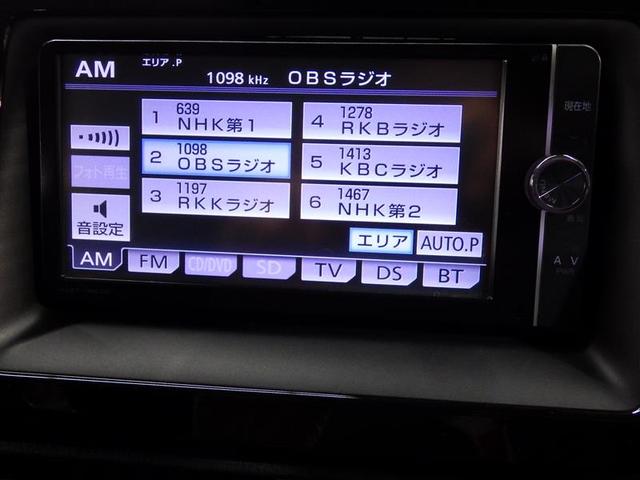 AM
エリア.P
1098 kHz OBSラジオ
1 639 NHK第1
2 1098 OBSラジオ
3 1197 RKKラジオ
4 1278 RKBラジオ
5 1413 KBCラジオ
6 1467 NHK第2
フォト再生
音設定
エリア
AUTO.P
AM FM CD/DVD SD TV DS BT
現在地
MENU
AV
PWR